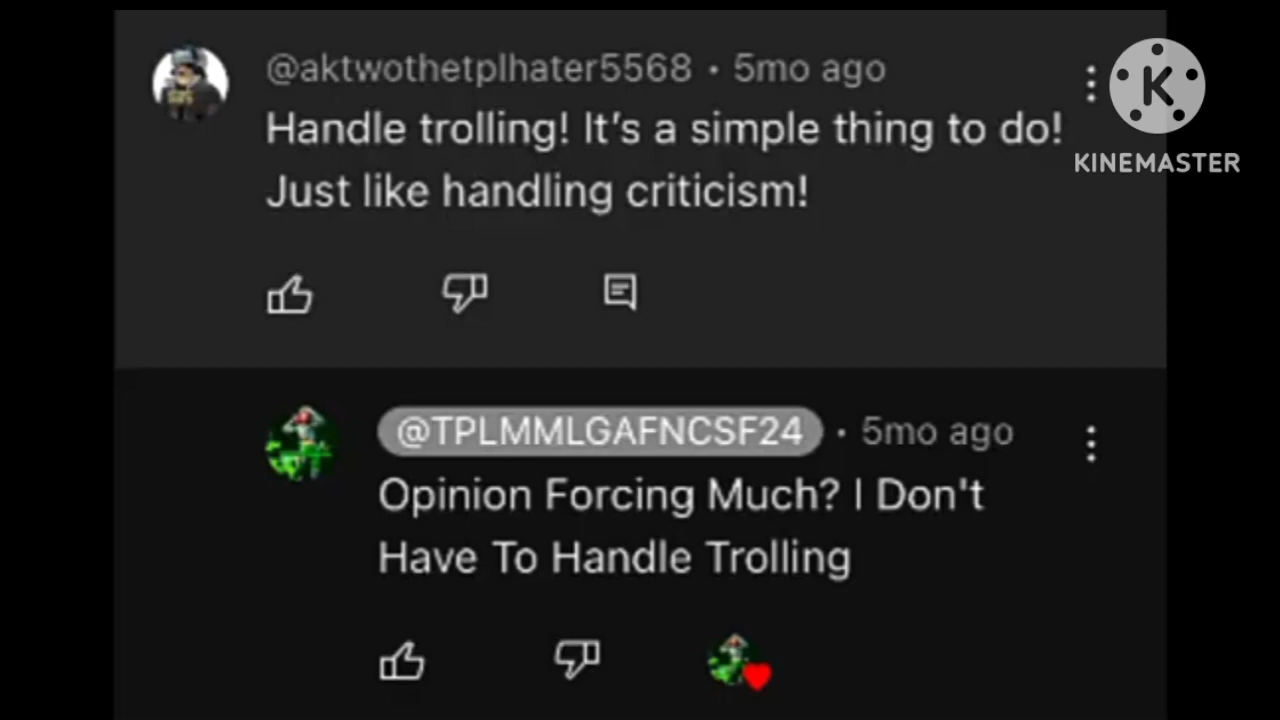 @aktwothetplhater5568 • 5mo ago
Handle trolling! It's a simple thing to do!
Just like handling criticism!
K
KINEMASTER
@TPLMMLGAFNCSF24 • 5mo ago
Opinion Forcing Much? I Don't
Have To Handle Trolling